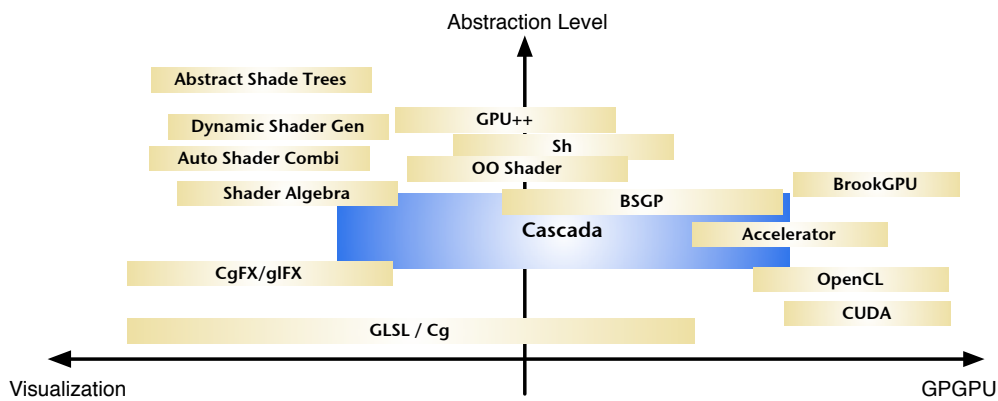 Abstraction Level
Abstract Shade Trees
GPU++
Dynamic Shader Gen
Sh
Auto Shader Combi
OO Shader
BrookGPU
Shader Algebra
BSGP
Cascada
Accelerator
CgFX/glFX
OpenCL
CUDA
GLSL / Cg
Visualization
GPGPU